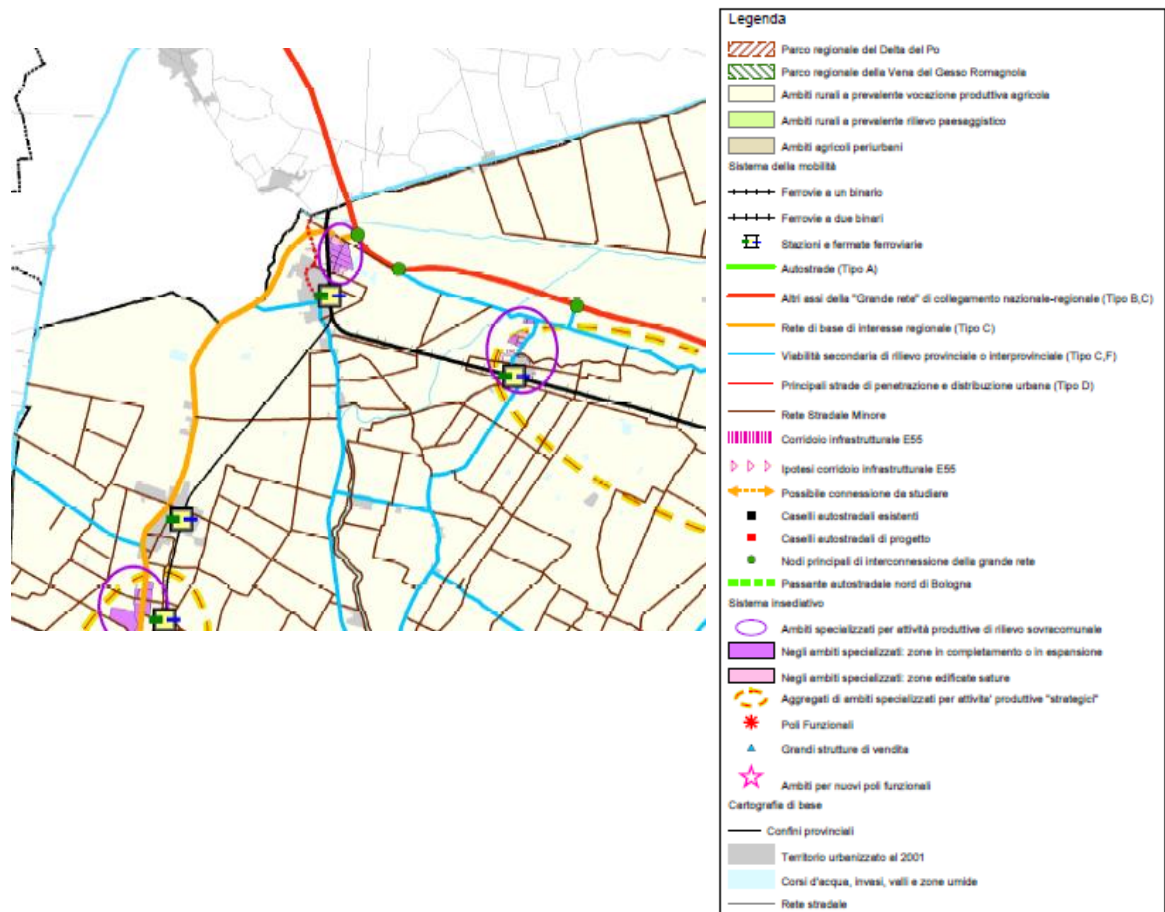 Legenda
Parco regionale del Delta del Po
Parco regionale della Vena del Gesso Romagnola
Ambiti rurali a prevalente vocazione produttiva agricola
Ambiti rurali a prevalente rilievo paesaggistico
Ambiti agricoli periurbani
Sistema della mobilità
Ferrovie a un binario
Ferrovie a due binari
Stazioni e fermate ferroviarie
Autostrade (Tipo A)
Altri assi della "Grande rete" di collegamento nazionale-regionale (Tipo B,C)
Rete di base di interesse regionale (Tipo C)
Viabilità secondaria di rilievo provinciale o interprovinciale (Tipo C,F)
Principali strade di penetrazione e distribuzione urbana (Tipo D)
Rete Stradale Minore
Corridoio infrastrutturale E55
Ipotesi corridoio infrastrutturale E55
Possibile connessione da studiare
Caselli autostradali esistenti
Caselli autostradali di progetto
Nodi principali di interconnessione della grande rete
Passante autostradale nord di Bologna
Sistema insediativo
Ambiti specializzati per attività produttive di rilievo sovracomunale
Negli ambiti specializzati: zone in completamento o in espansione
Negli ambiti specializzati: zone edificate sature
Aggregati di ambiti specializzati per attivita' produttive "strategici"
Poli Funzionali
Grandi strutture di vendita
Ambiti per nuovi poli funzionali
Cartografia di base
Confini provinciali
Territorio urbanizzato al 2001
Corsi d'acqua, invasi, valli e zone umide
Rete stradale